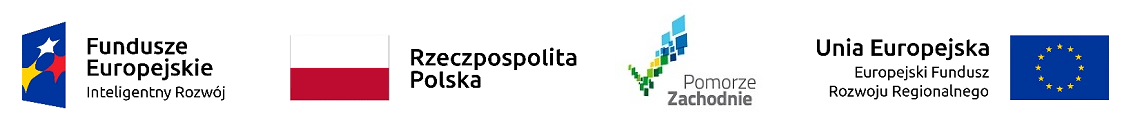 Fundusze
Europejskie
Inteligentny Rozwój
Rzeczpospolita
Polska
Pomorze
Zachodnie
Unia Europejska
Europejski Fundusz
Rozwoju Regionalnego